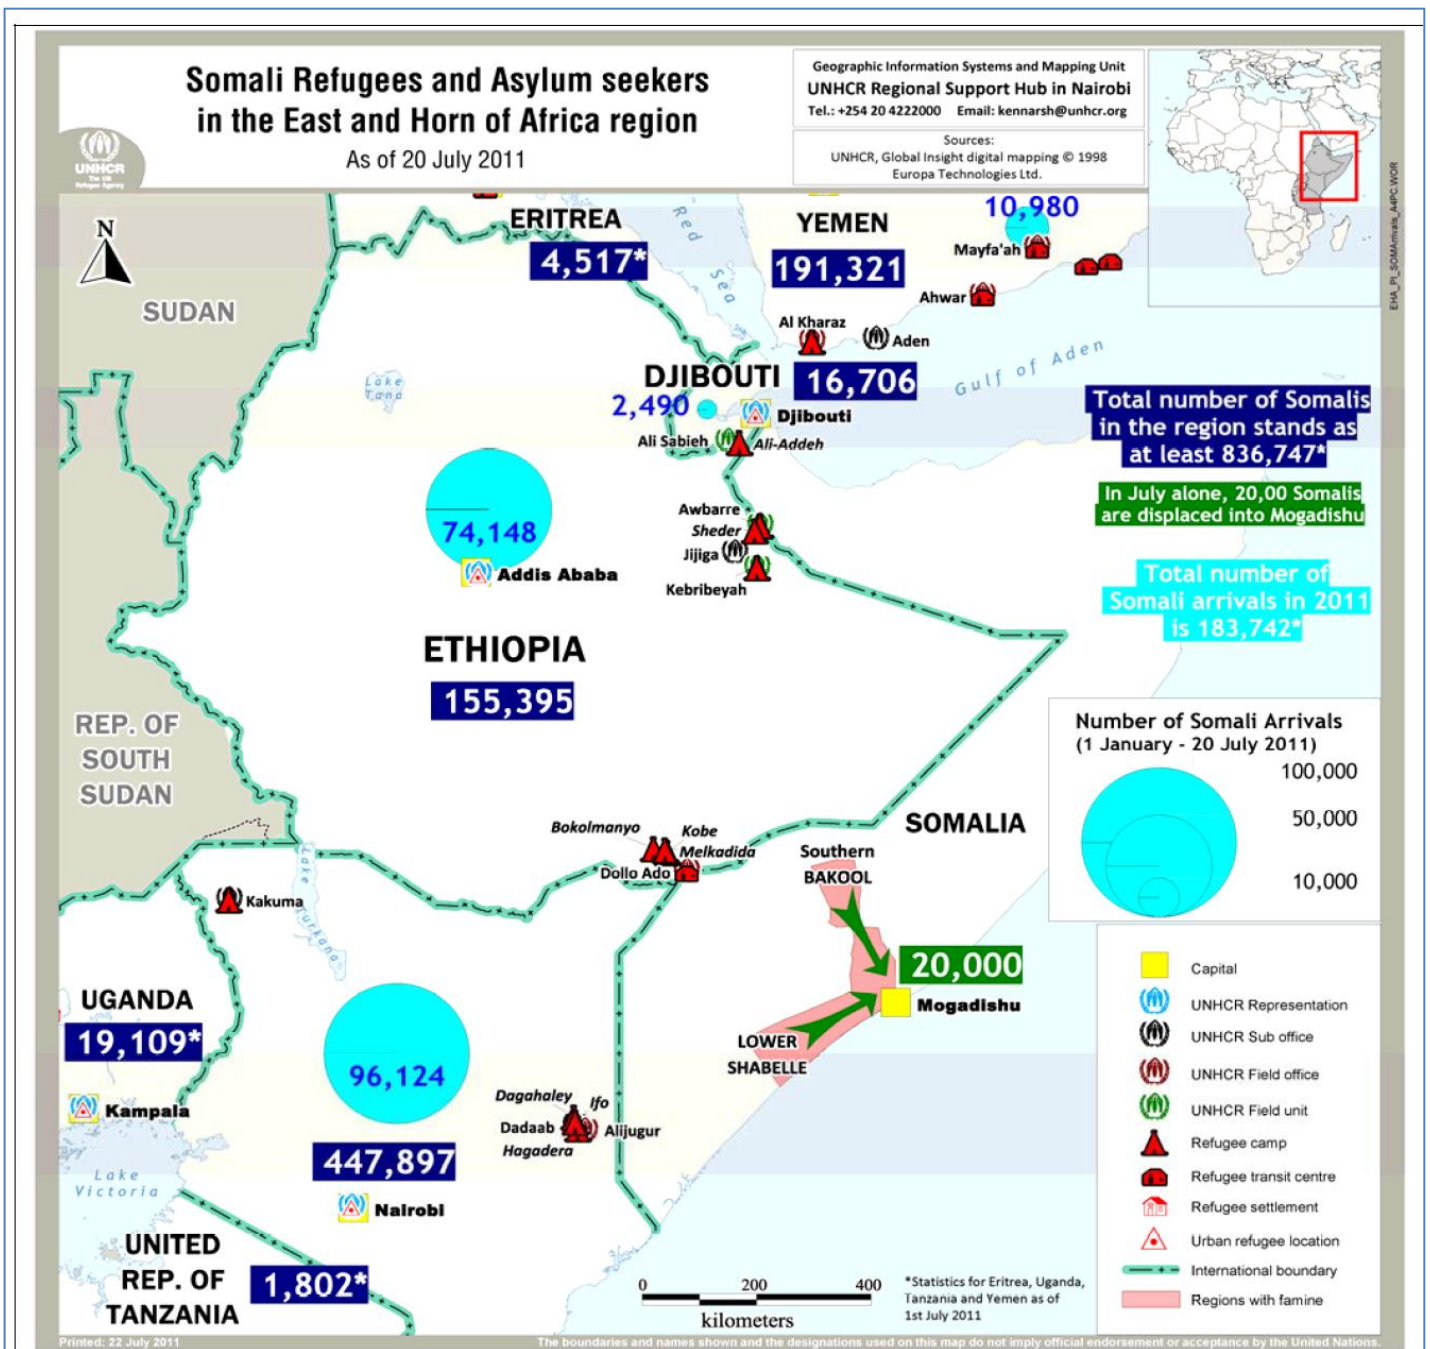 Somali Refugees and Asylum seekers
in the East and Horn of Africa region
As of 20 July 2011
UNHCR
The UN
Refugee Agency
Geographic Information Systems and Mapping Unit
UNHCR Regional Support Hub in Nairobi
Tel.: +254 20 4222000 Email: kennarsh@unhcr.org
Sources:
UNHCR, Global Insight digital mapping © 1998
Europa Technologies Ltd.
EHA_PI_SOMArrivals_A4PC.WOR
N
SUDAN
ERITREA
4,517*
Red
Sea
YEMEN
191,321
10,980
Mayfa'ah
Ahwar
Al Kharaz
Aden
16,706
Gulf of Aden
Lake
Tana
DJIBOUTI
2,490
Djibouti
Ali Sabieh
Ali-Addeh
Total number of Somalis
in the region stands as
at least 836,747*
In July alone, 20,00 Somalis
are displaced into Mogadishu
Total number of
Somali arrivals in 2011
is 183,742*
74,148
Addis Ababa
Awbarre
Sheder
Jijiga
Kebribeyah
ETHIOPIA
155,395
REP. OF
SOUTH
SUDAN
Number of Somali Arrivals
(1 January - 20 July 2011)
100,000
50,000
10,000
Bokolmanyo
Kobe
Melkadida
Dollo Ado
SOMALIA
Southern
BAKOOL
20,000
Mogadishu
LOWER
SHABELLE
Lake Turkana
Kakuma
UGANDA
19,109*
Kampala
Lake
Victoria
96,124
447,897
Nairobi
Dagahaley
Ifo
Dadaab
Alijugur
Hagadera
UNITED
REP. OF
TANZANIA
1,802*
Capital
UNHCR Representation
UNHCR Sub office
UNHCR Field office
UNHCR Field unit
Refugee camp
Refugee transit centre
Refugee settlement
Urban refugee location
International boundary
Regions with famine
0 200 400
kilometers
*Statistics for Eritrea, Uganda,
Tanzania and Yemen as of
1st July 2011
Printed: 22 July 2011
The boundaries and names shown and the designations used on this map do not imply official endorsement or acceptance by the United Nations.